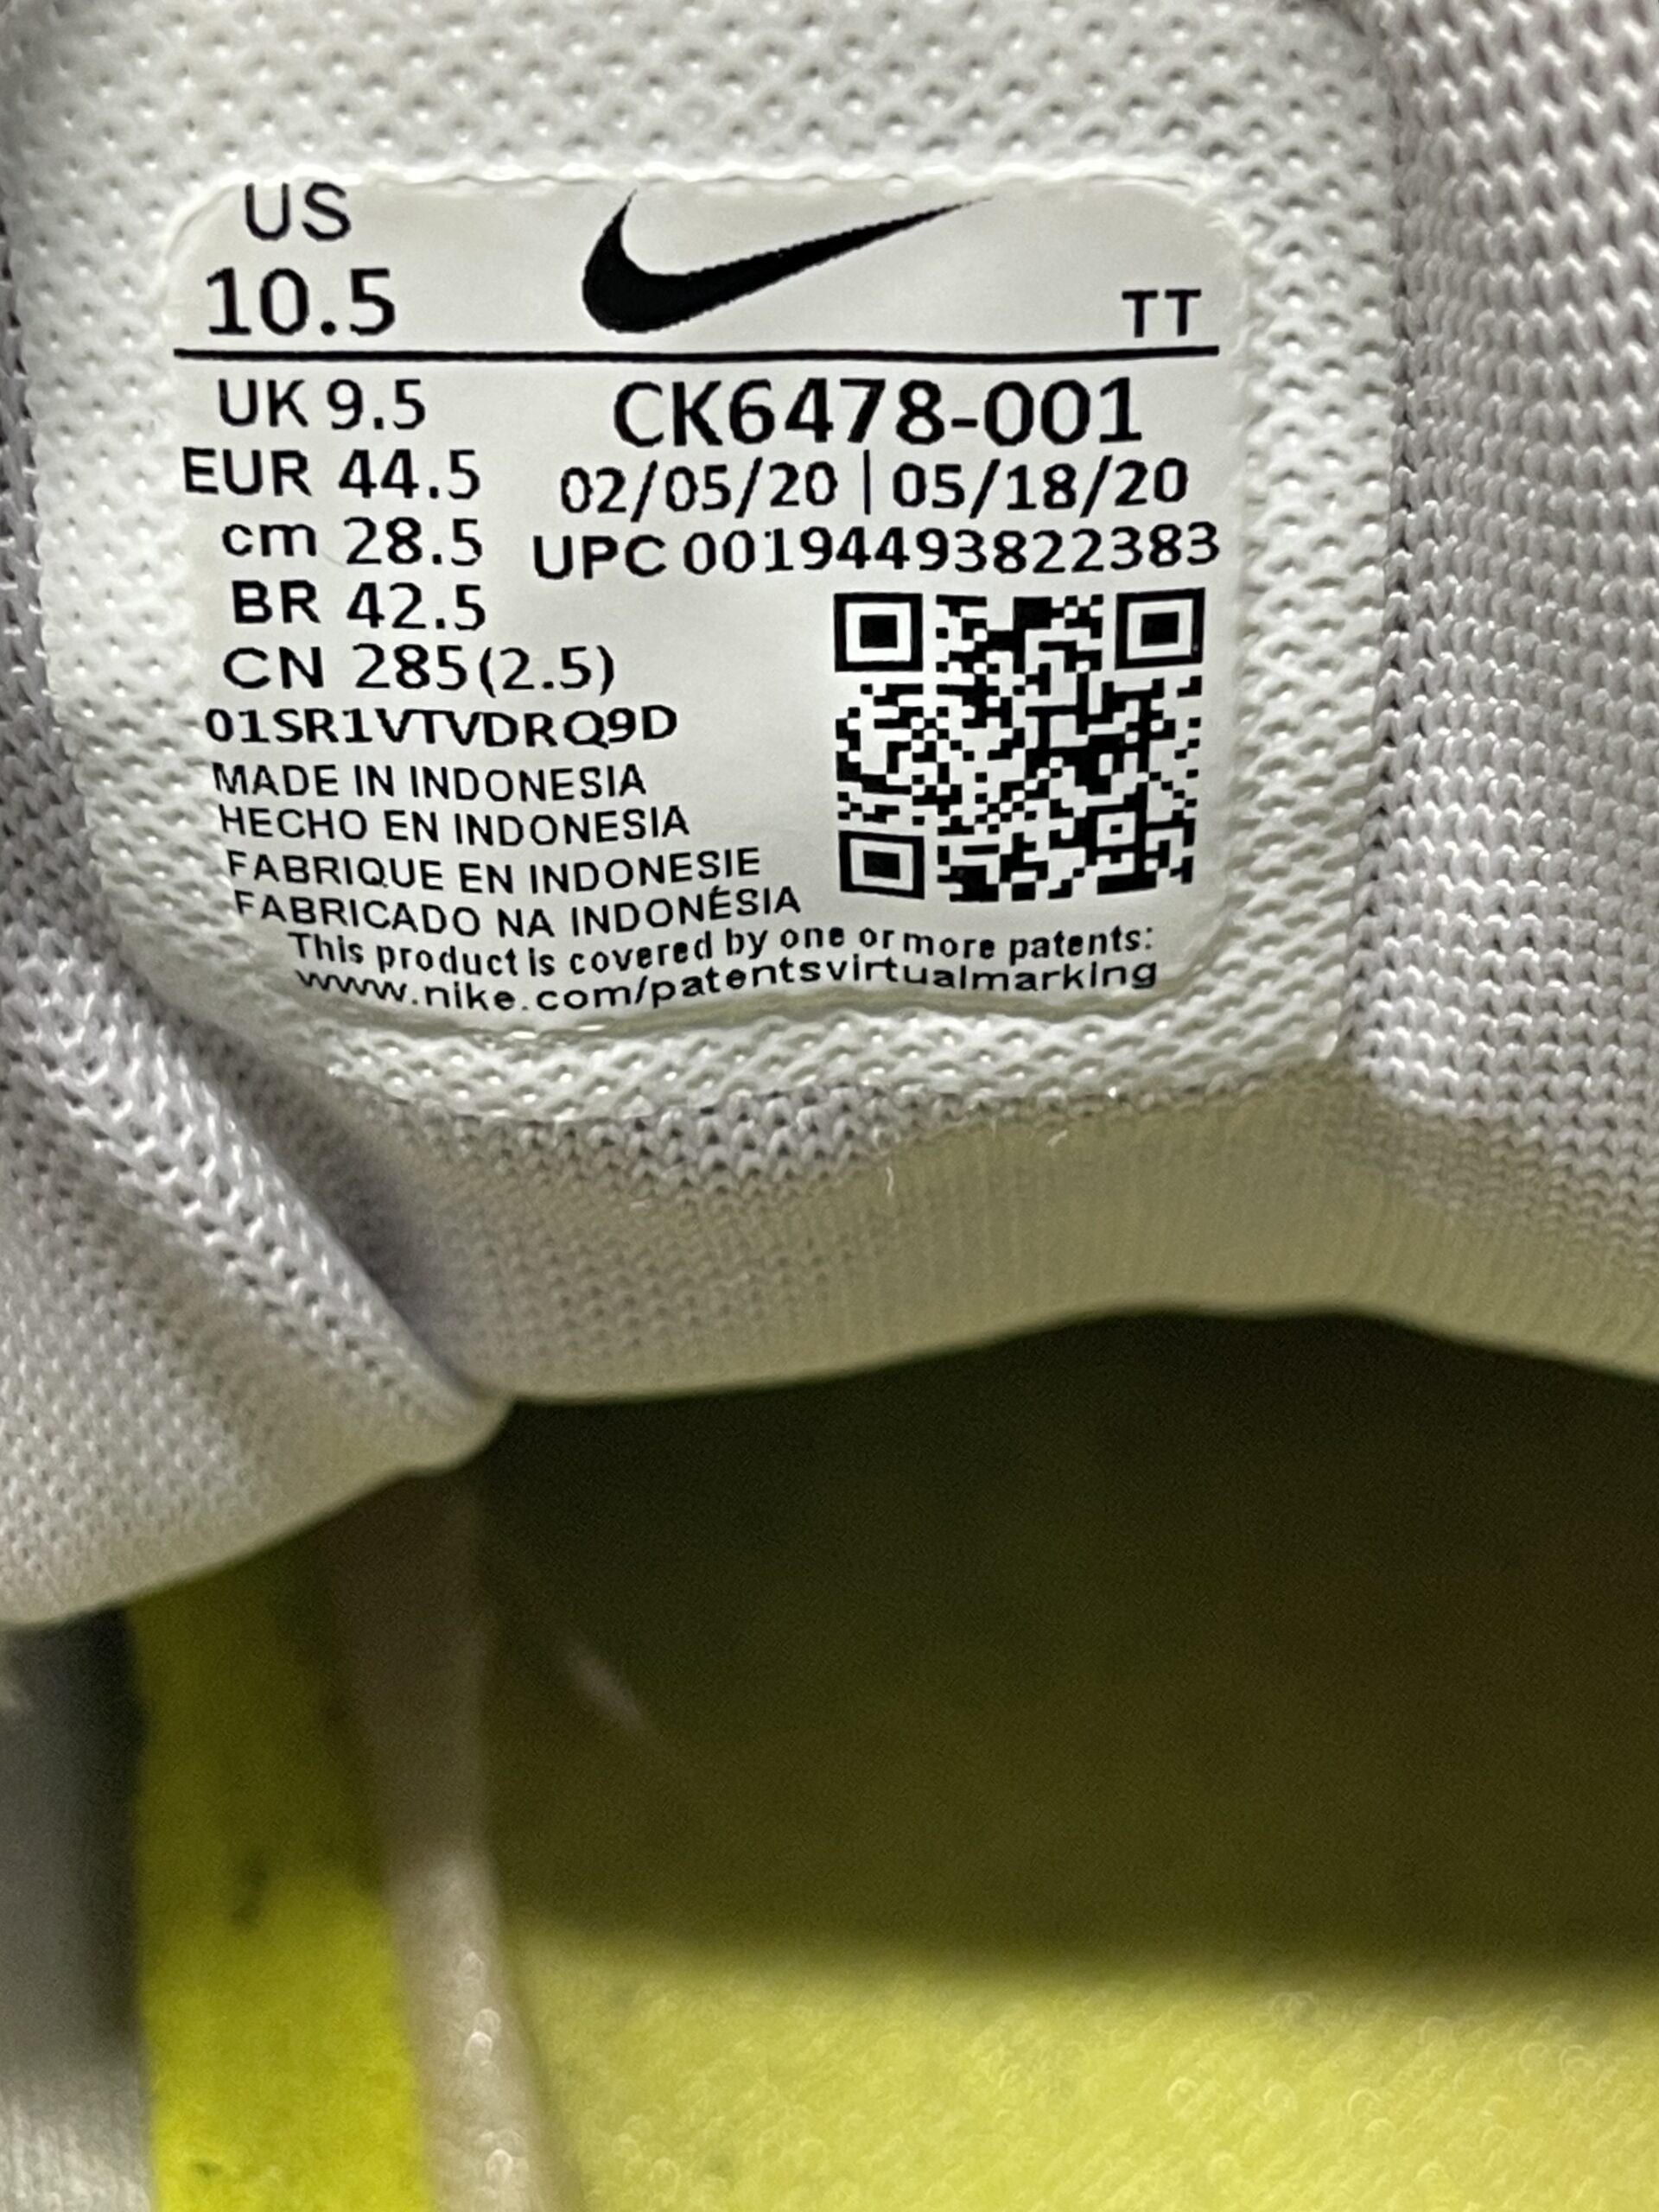 US
10.5
TT
UK 9.5
EUR 44.5
cm 28.5
BR 42.5
CN 285(2.5)
CK6478-001
02/05/20 | 05/18/20
UPC 00194493822383
01SR1VTVDRQ9D
MADE IN INDONESIA
HECHO EN INDONESIA
FABRIQUE EN INDONESIE
FABRICADO NA INDONÉSIA
This product is covered by one or more patents:
www.nike.com/patentsvirtualmarking